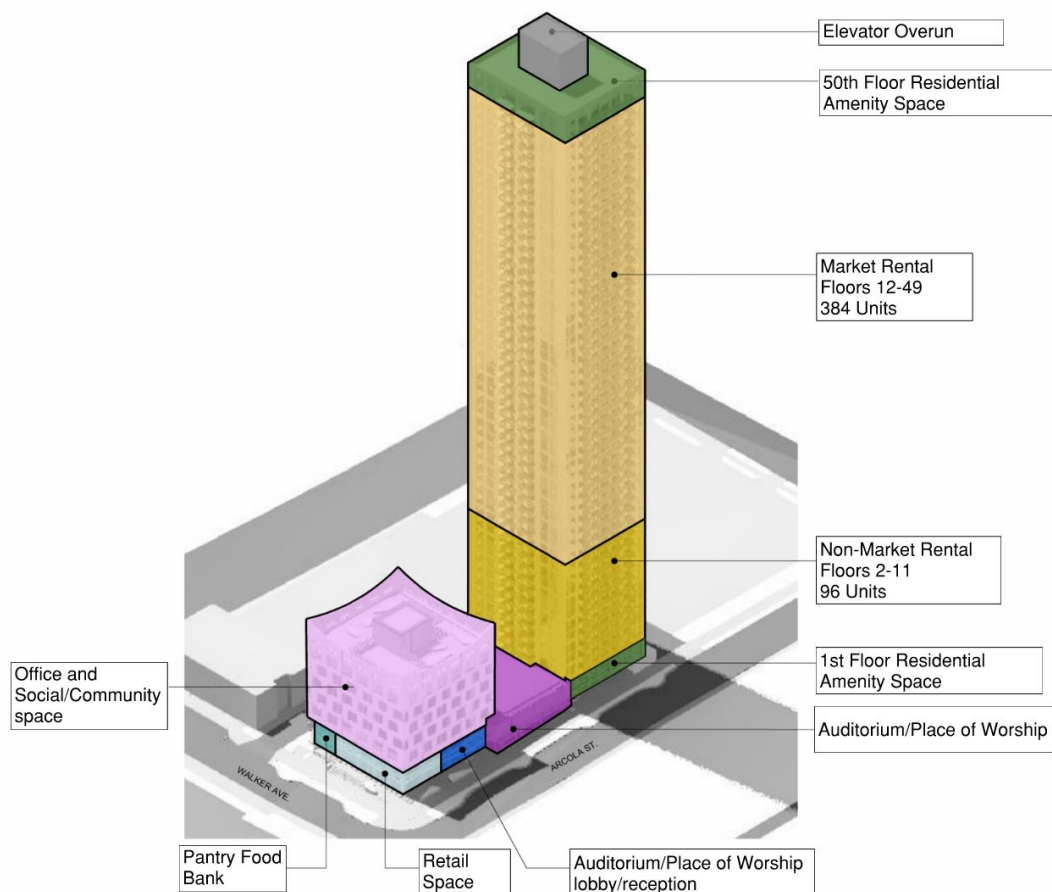 Elevator Overun
50th Floor Residential
Amenity Space
Market Rental
Floors 12-49
384 Units
Non-Market Rental
Floors 2-11
96 Units
1st Floor Residential
Amenity Space
Office and
Social/Community
space
Auditorium/Place of Worship
WALKER AVE.
ARCOLA ST.
Pantry Food
Bank
Retail
Space
Auditorium/Place of Worship
lobby/reception